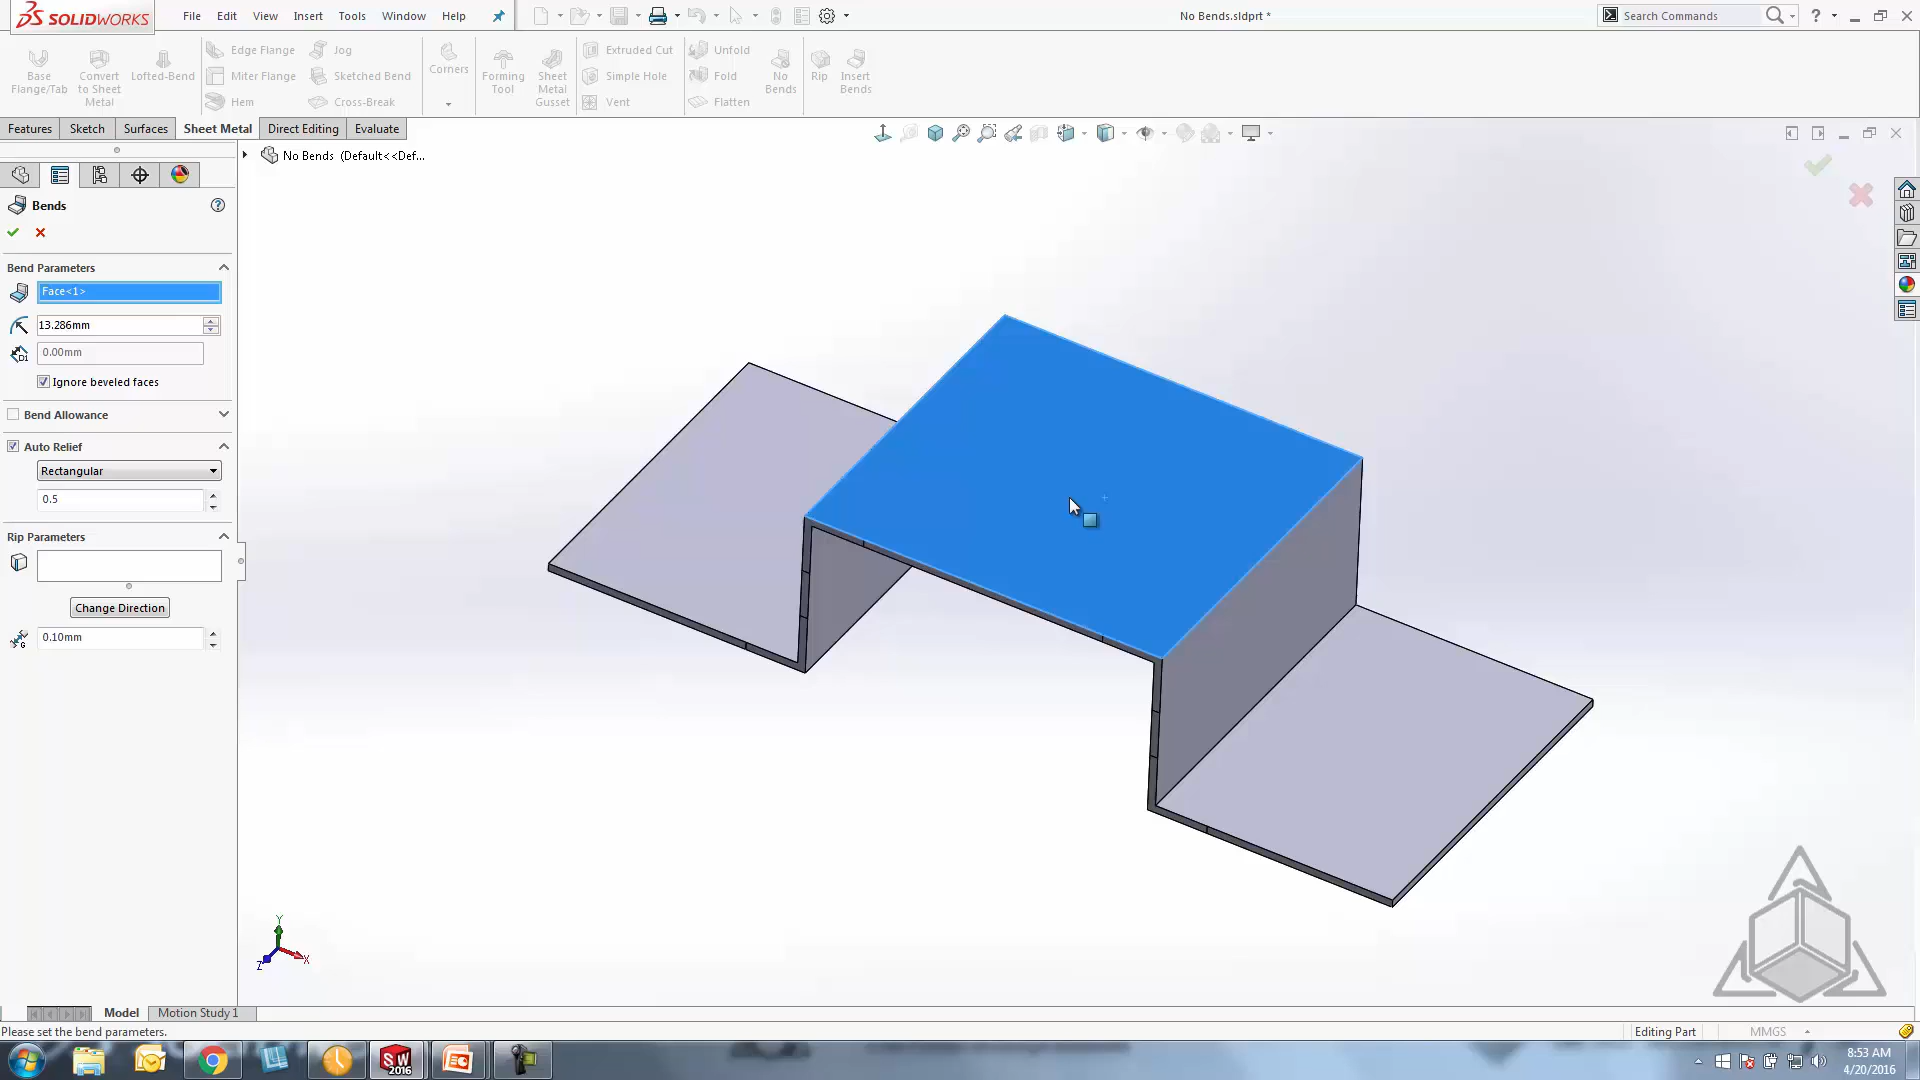 SOLIDWORKS File Edit View Insert Tools Window Help No Bends.sldprt * Search Commands ?
Base Flange/Tab
Convert to Sheet Metal
Lofted-Bend
Edge Flange
Miter Flange
Hem
Jog
Sketched Bend
Cross-Break
Corners
Forming Tool
Sheet Metal Gusset
Extruded Cut
Simple Hole
Vent
Unfold
Fold
Flatten
No Bends
Rip
Insert Bends
Features Sketch Surfaces Sheet Metal Direct Editing Evaluate
No Bends (Default<<Def...
Bends ?
Bend Parameters
Face<1>
13.286mm
D1 0.00mm
Ignore beveled faces
Bend Allowance
Auto Relief
Rectangular
0.5
Rip Parameters
Change Direction
G 0.10mm
Y
X
Z
Model Motion Study 1
Please set the bend parameters. Editing Part MMGS
SW 2016
8:53 AM
4/20/2016